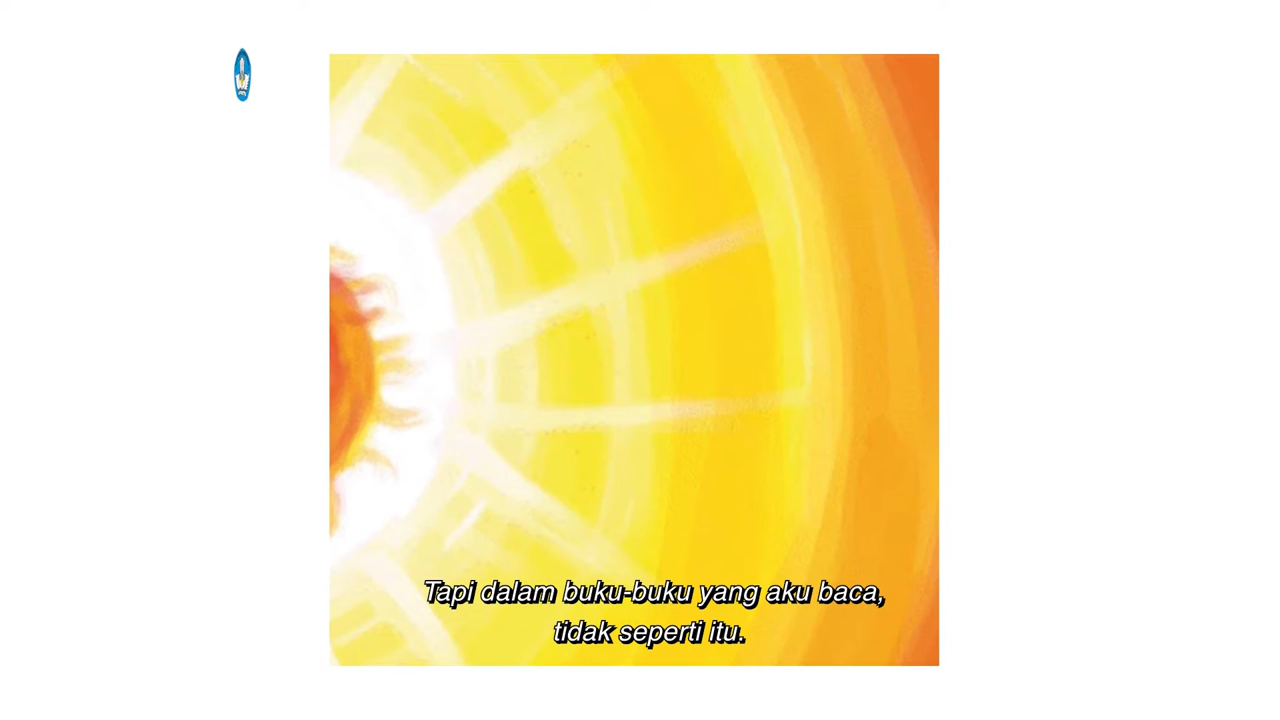 Tapi dalam buku-buku yang aku baca,
tidak seperti itu.